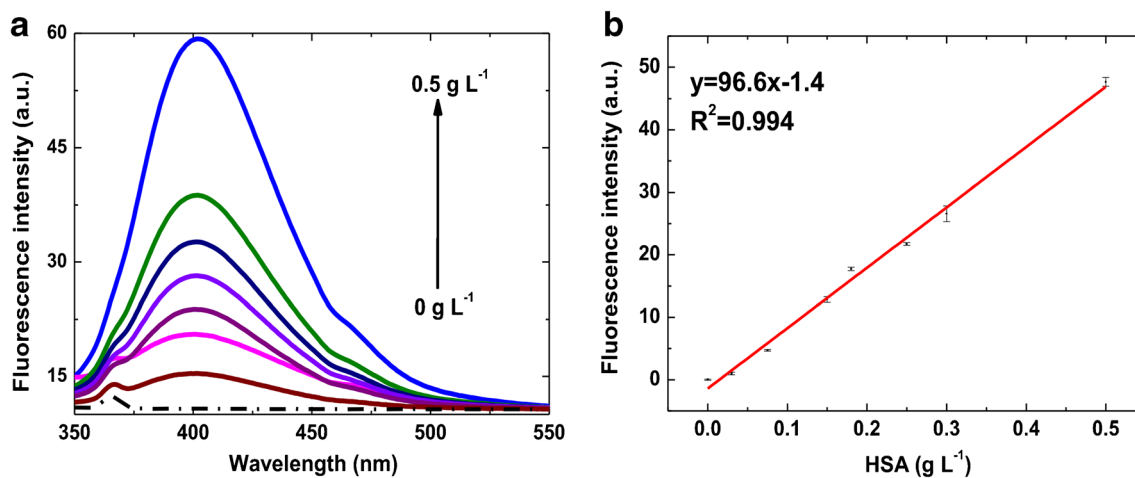 a
Fluorescence intensity (a.u.)
60
45
30
15
0.5 g L⁻¹
0 g L⁻¹
350 400 450 500 550
Wavelength (nm)
b
Fluorescence intensity (a.u.)
50
40
30
20
10
0
y=96.6x-1.4
R²=0.994
0.0 0.1 0.2 0.3 0.4 0.5
HSA (g L⁻¹)